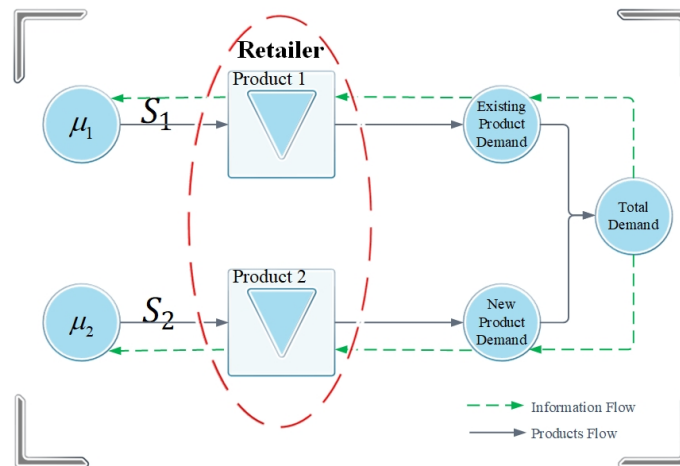 Retailer
Product 1
μ₁
S₁
Existing
Product
Demand
Total
Demand
Product 2
μ₂
S₂
New
Product
Demand
Information Flow
Products Flow